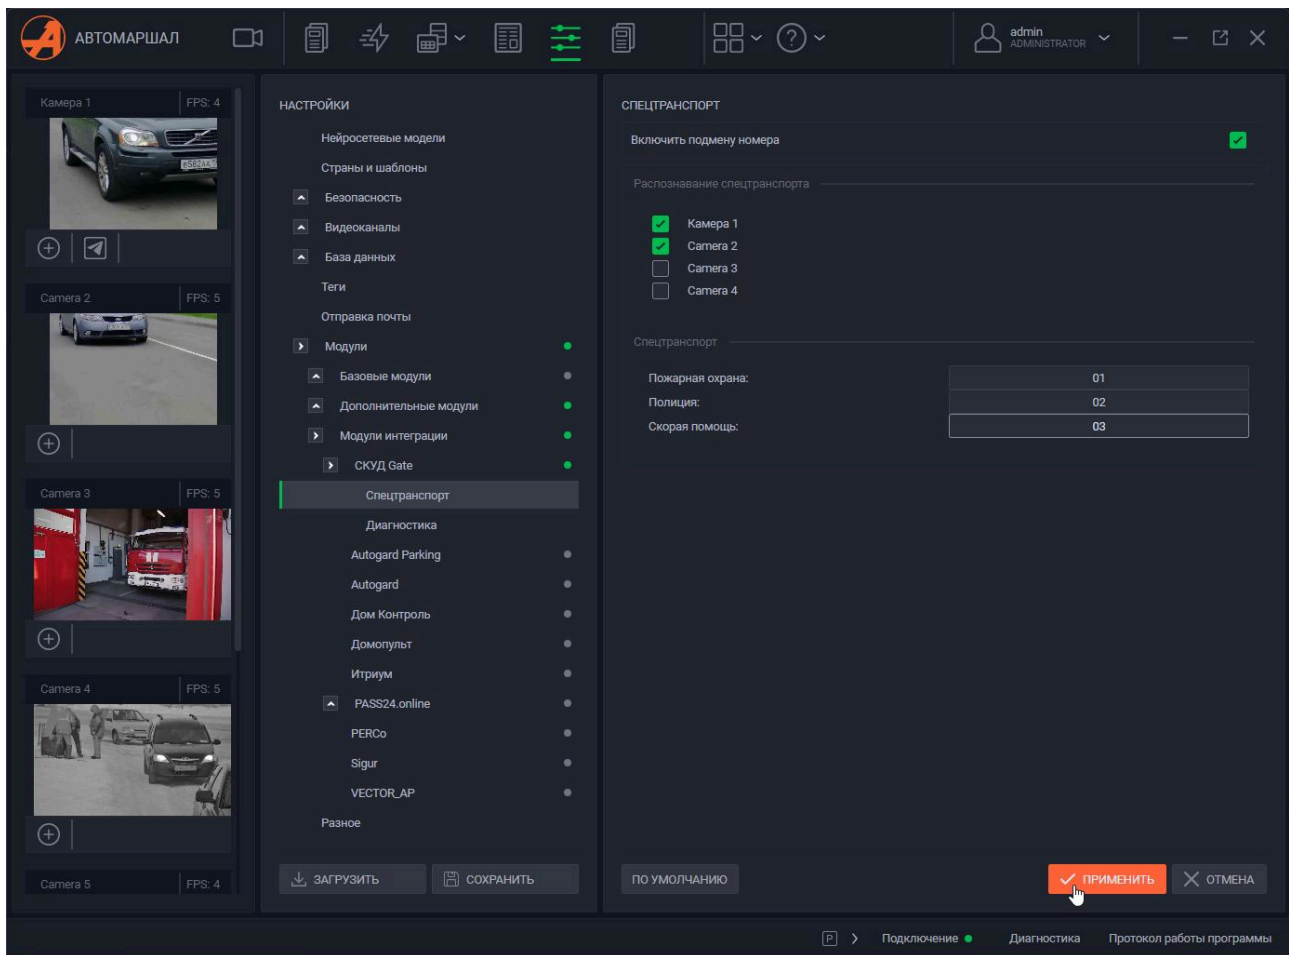 АВТОМАРШАЛ
admin
ADMINISTRATOR
Камера 1 FPS: 4
Camera 2 FPS: 5
Camera 3 FPS: 5
Camera 4 FPS: 5
Camera 5 FPS: 4
НАСТРОЙКИ
Нейросетевые модели
Страны и шаблоны
Безопасность
Видеоканалы
База данных
Теги
Отправка почты
Модули
Базовые модули
Дополнительные модули
Модули интеграции
СКУД Gate
Спецтранспорт
Диагностика
Autogard Parking
Autogard
Дом Контроль
Домопульт
Итриум
PASS24.online
PERCo
Sigur
VECTOR_AP
Разное
ЗАГРУЗИТЬ
СОХРАНИТЬ
СПЕЦТРАНСПОРТ
Включить подмену номера
Распознавание спецтранспорта
Камера 1
Camera 2
Camera 3
Camera 4
Спецтранспорт
Пожарная охрана: 01
Полиция: 02
Скорая помощь: 03
ПО УМОЛЧАНИЮ
ПРИМЕНИТЬ
ОТМЕНА
P
Подключение
Диагностика
Протокол работы программы